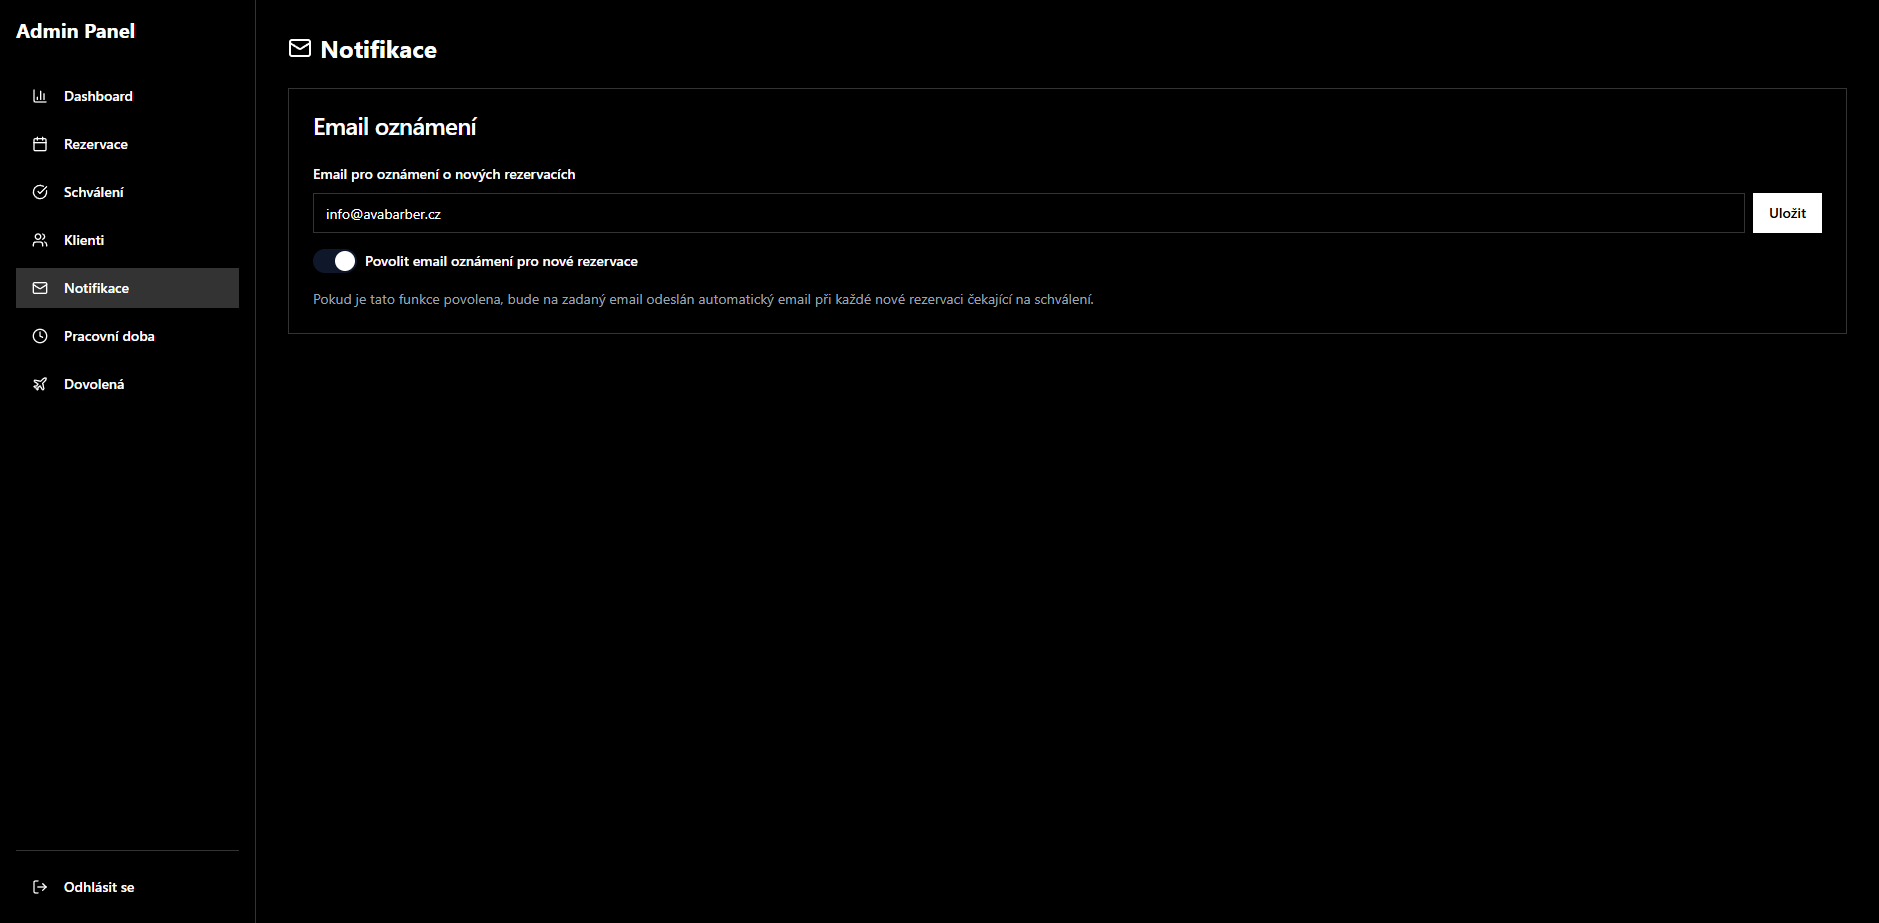 Admin Panel
Dashboard
Rezervace
Schválení
Klienti
Notifikace
Pracovní doba
Dovolená
Odhlásit se
Notifikace
Email oznámení
Email pro oznámení o nových rezervacích
info@avabarber.cz
Uložit
Povolit email oznámení pro nové rezervace
Pokud je tato funkce povolena, bude na zadaný email odeslán automatický email při každé nové rezervaci čekající na schválení.